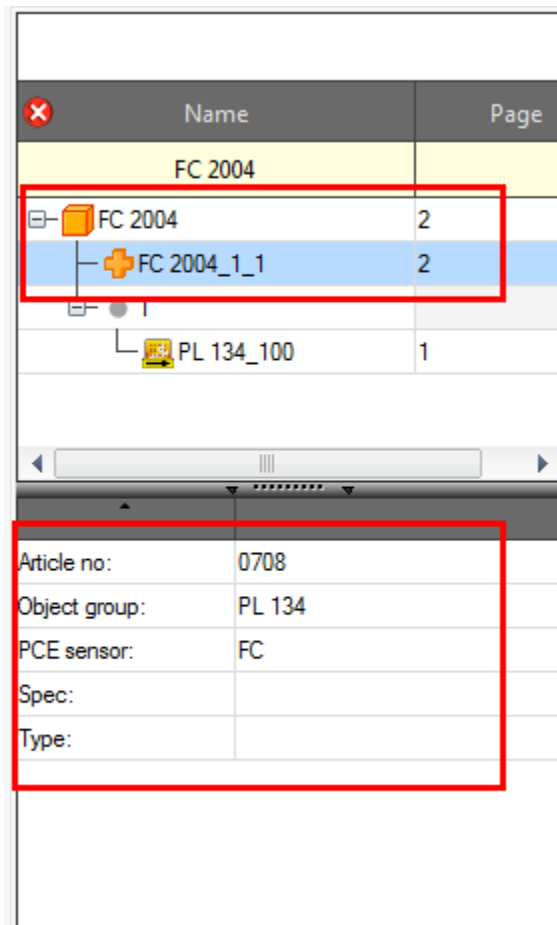 Name Page
FC 2004
FC 2004 2
FC 2004_1_1 2
1
PL 134_100 1
Article no: 0708
Object group: PL 134
PCE sensor: FC
Spec:
Type: